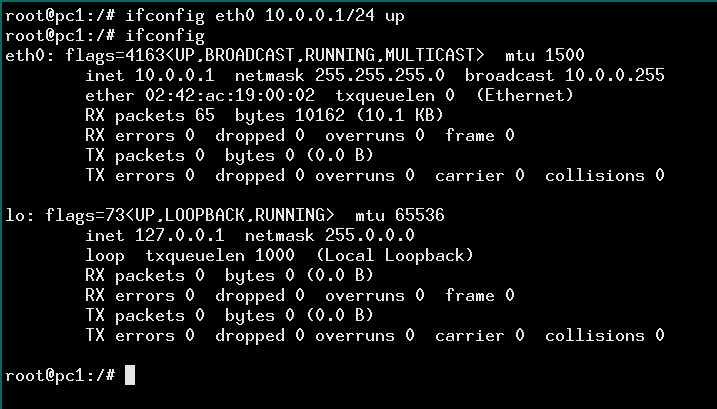 root@pc1:/# ifconfig eth0 10.0.0.1/24 up
root@pc1:/# ifconfig
eth0: flags=4163<UP,BROADCAST,RUNNING,MULTICAST>  mtu 1500
        inet 10.0.0.1  netmask 255.255.255.0  broadcast 10.0.0.255
        ether 02:42:ac:19:00:02  txqueuelen 0  (Ethernet)
        RX packets 65  bytes 10162 (10.1 KB)
        RX errors 0  dropped 0  overruns 0  frame 0
        TX packets 0  bytes 0 (0.0 B)
        TX errors 0  dropped 0 overruns 0  carrier 0  collisions 0

lo: flags=73<UP,LOOPBACK,RUNNING>  mtu 65536
        inet 127.0.0.1  netmask 255.0.0.0
        loop  txqueuelen 1000  (Local Loopback)
        RX packets 0  bytes 0 (0.0 B)
        RX errors 0  dropped 0  overruns 0  frame 0
        TX packets 0  bytes 0 (0.0 B)
        TX errors 0  dropped 0 overruns 0  carrier 0  collisions 0

root@pc1:/#